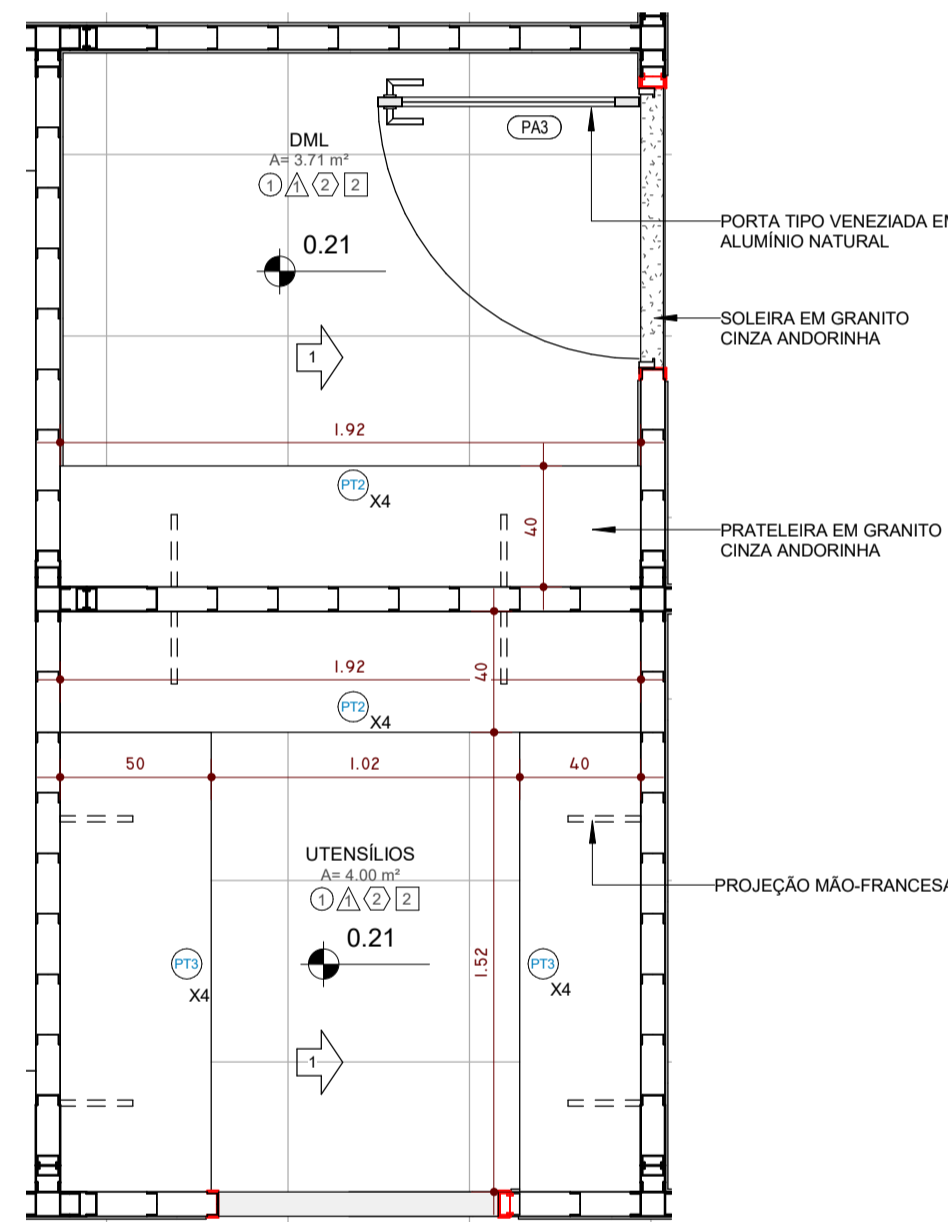 PA3
DML
A= 3.71 m²
1 1 2 2
0.21
PORTA TIPO VENEZIADA EM
ALUMÍNIO NATURAL
SOLEIRA EM GRANITO
CINZA ANDORINHA
1
1.92
PT2
X4
40
PRATELEIRA EM GRANITO
CINZA ANDORINHA
1.92
40
PT2
X4
50
1.02
40
UTENSÍLIOS
A= 4.00 m²
1 1 2 2
0.21
PROJEÇÃO MÃO-FRANCESA
PT3
X4
1.52
PT3
X4
1